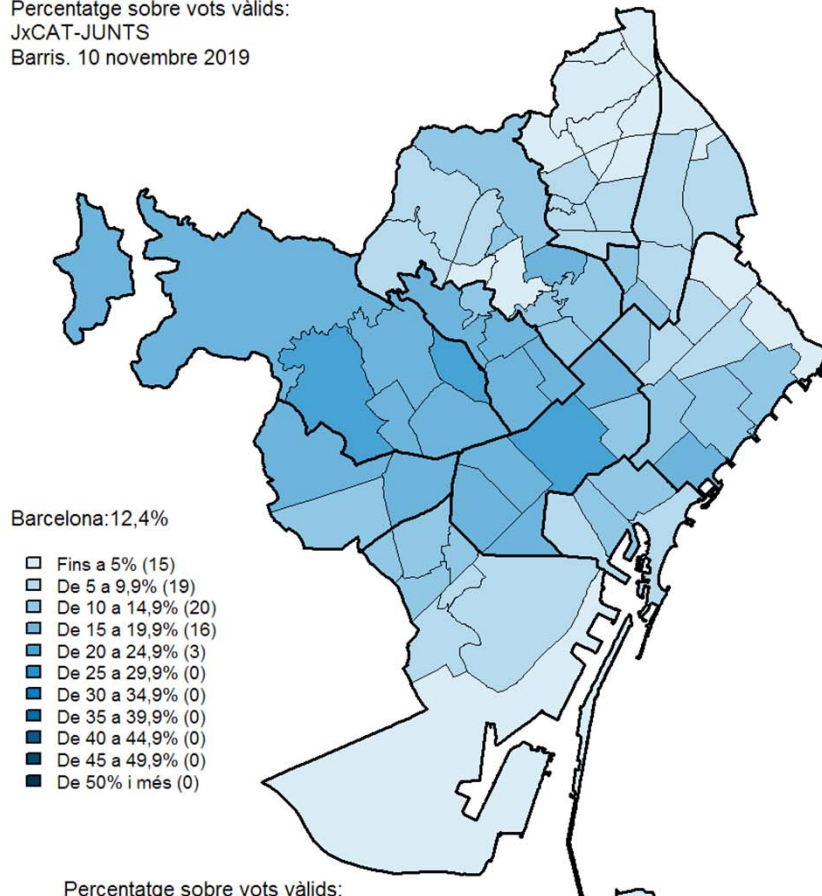 Percentatge sobre vots vàlids:
JxCAT-JUNTS
Barris. 10 novembre 2019
Barcelona:12,4%
Fins a 5% (15)
De 5 a 9,9% (19)
De 10 a 14,9% (20)
De 15 a 19,9% (16)
De 20 a 24,9% (3)
De 25 a 29,9% (0)
De 30 a 34,9% (0)
De 35 a 39,9% (0)
De 40 a 44,9% (0)
De 45 a 49,9% (0)
De 50% i més (0)
Percentatge sobre vots vàlids: